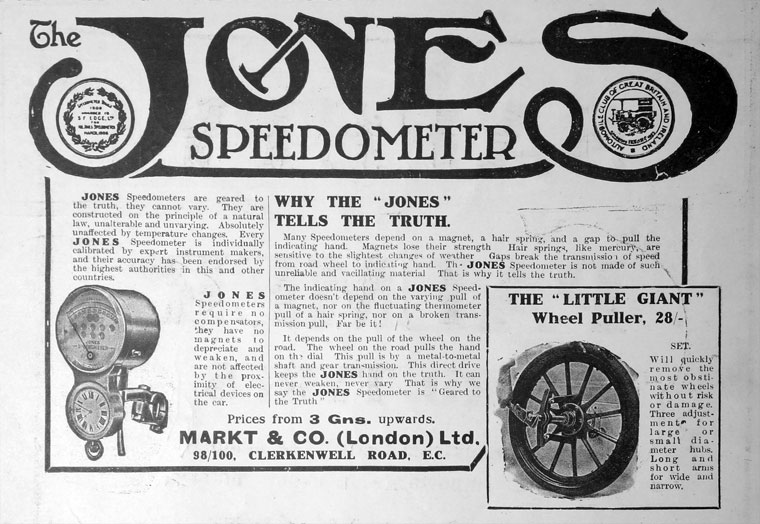 The JONES
SPEEDOMETER
S F EDGE, Ltd
MARCH, 1906
AUTOMOBILE CLUB OF GREAT BRITAIN AND IRELAND
JONES Speedometers are geared to
the truth, they cannot vary. They are
constructed on the principle of a natural
law, unalterable and unvarying. Absolutely
unaffected by temperature changes. Every
JONES Speedometer is individually
calibrated by expert instrument makers,
and their accuracy has been endorsed by
the highest authorities in this and other
countries.
JONES
Speedometers
require no
compensators,
they have no
magnets to
depreciate and
weaken, and
are not affected
by the prox-
imity of elec-
trical devices on
the car.
WHY THE "JONES"
TELLS THE TRUTH.
Many Speedometers depend on a magnet, a hair spring, and a gap to pull the
indicating hand. Magnets lose their strength Hair springs, like mercury, are
sensitive to the slightest changes of weather Gaps break the transmission of speed
from road wheel to indicating hand. The JONES Speedometer is not made of such
unreliable and vacillating material That is why it tells the truth.
The indicating hand on a JONES Speed-
ometer doesn't depend on the varying pull of
a magnet, nor on the fluctuating thermometer
pull of a hair spring, nor on a broken trans-
mission pull, Far be it!
It depends on the pull of the wheel on the
road. The wheel on the road pulls the hand
on the dial This pull is by a metal-to-metal
shaft and gear transmission. This direct drive
keeps the JONES hand on the truth. It can
never weaken, never vary That is why we
say the JONES Speedometer is "Geared to
the Truth"
Prices from 3 Gns. upwards.
MARKT & CO. (London) Ltd.
98/100, CLERKENWELL ROAD, E.C.
THE "LITTLE GIANT"
Wheel Puller, 28/-
SET.
Will quickly
remove the
most obsti-
nate wheels
without risk
or damage.
Three adjust-
ments for
large or
small dia-
meter hubs.
Long and
short arms
for wide and
narrow.